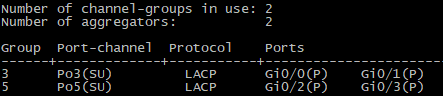 Number of channel-groups in use: 2
Number of aggregators:           2

Group  Port-channel  Protocol    Ports
------+-------------+-----------+-----------------------------------------------
3      Po3(SU)         LACP      Gi0/0(P)    Gi0/1(P)
5      Po5(SU)         LACP      Gi0/2(P)    Gi0/3(P)